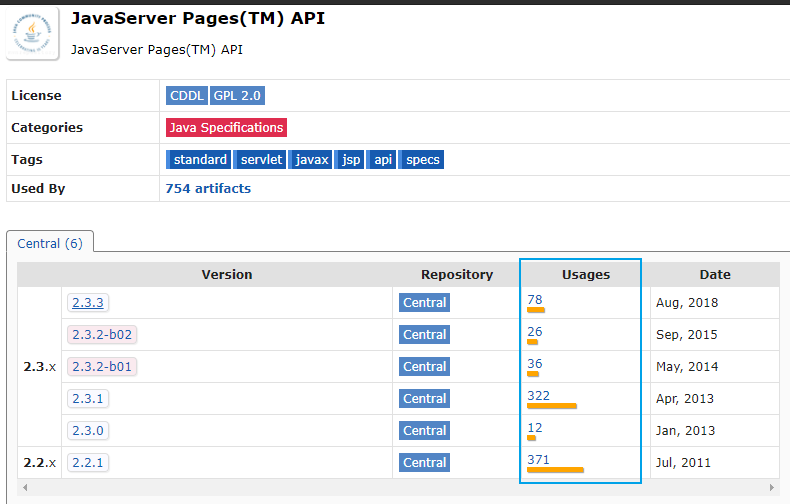 JavaServer Pages(TM) API
JavaServer Pages(TM) API
License CDDL GPL 2.0
Categories Java Specifications
Tags standard servlet javax jsp api specs
Used By 754 artifacts
Central (6)
Version Repository Usages Date
2.3.3 Central 78 Aug, 2018
2.3.2-b02 Central 26 Sep, 2015
2.3.x 2.3.2-b01 Central 36 May, 2014
2.3.1 Central 322 Apr, 2013
2.3.0 Central 12 Jan, 2013
2.2.x 2.2.1 Central 371 Jul, 2011